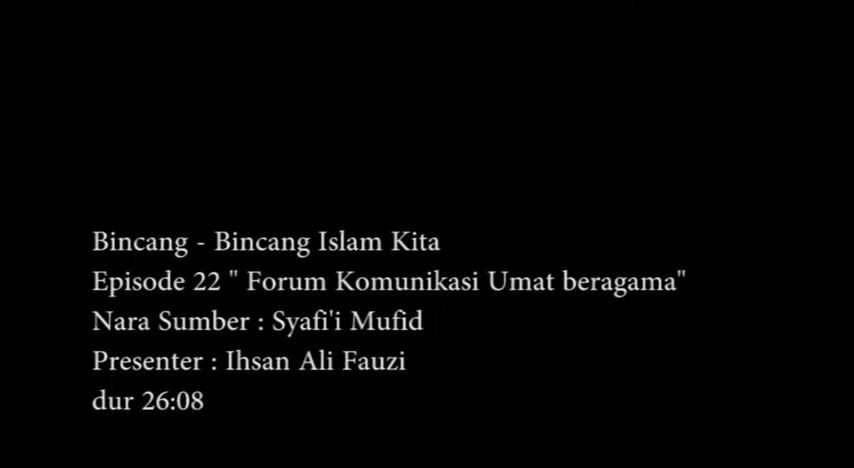 Bincang - Bincang Islam Kita
Episode 22 " Forum Komunikasi Umat beragama"
Nara Sumber : Syafi'i Mufid
Presenter : Ihsan Ali Fauzi
dur 26:08